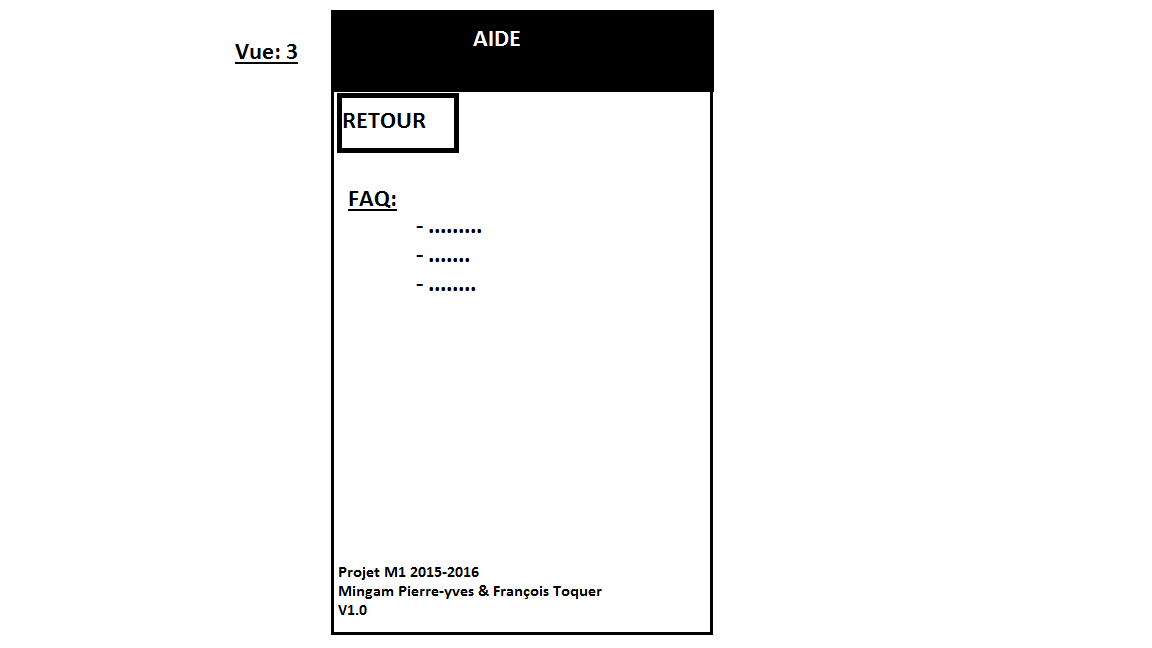 Vue: 3
AIDE
RETOUR
FAQ:
- .........
- .......
- ........
Projet M1 2015-2016
Mingam Pierre-yves & François Toquer
V1.0